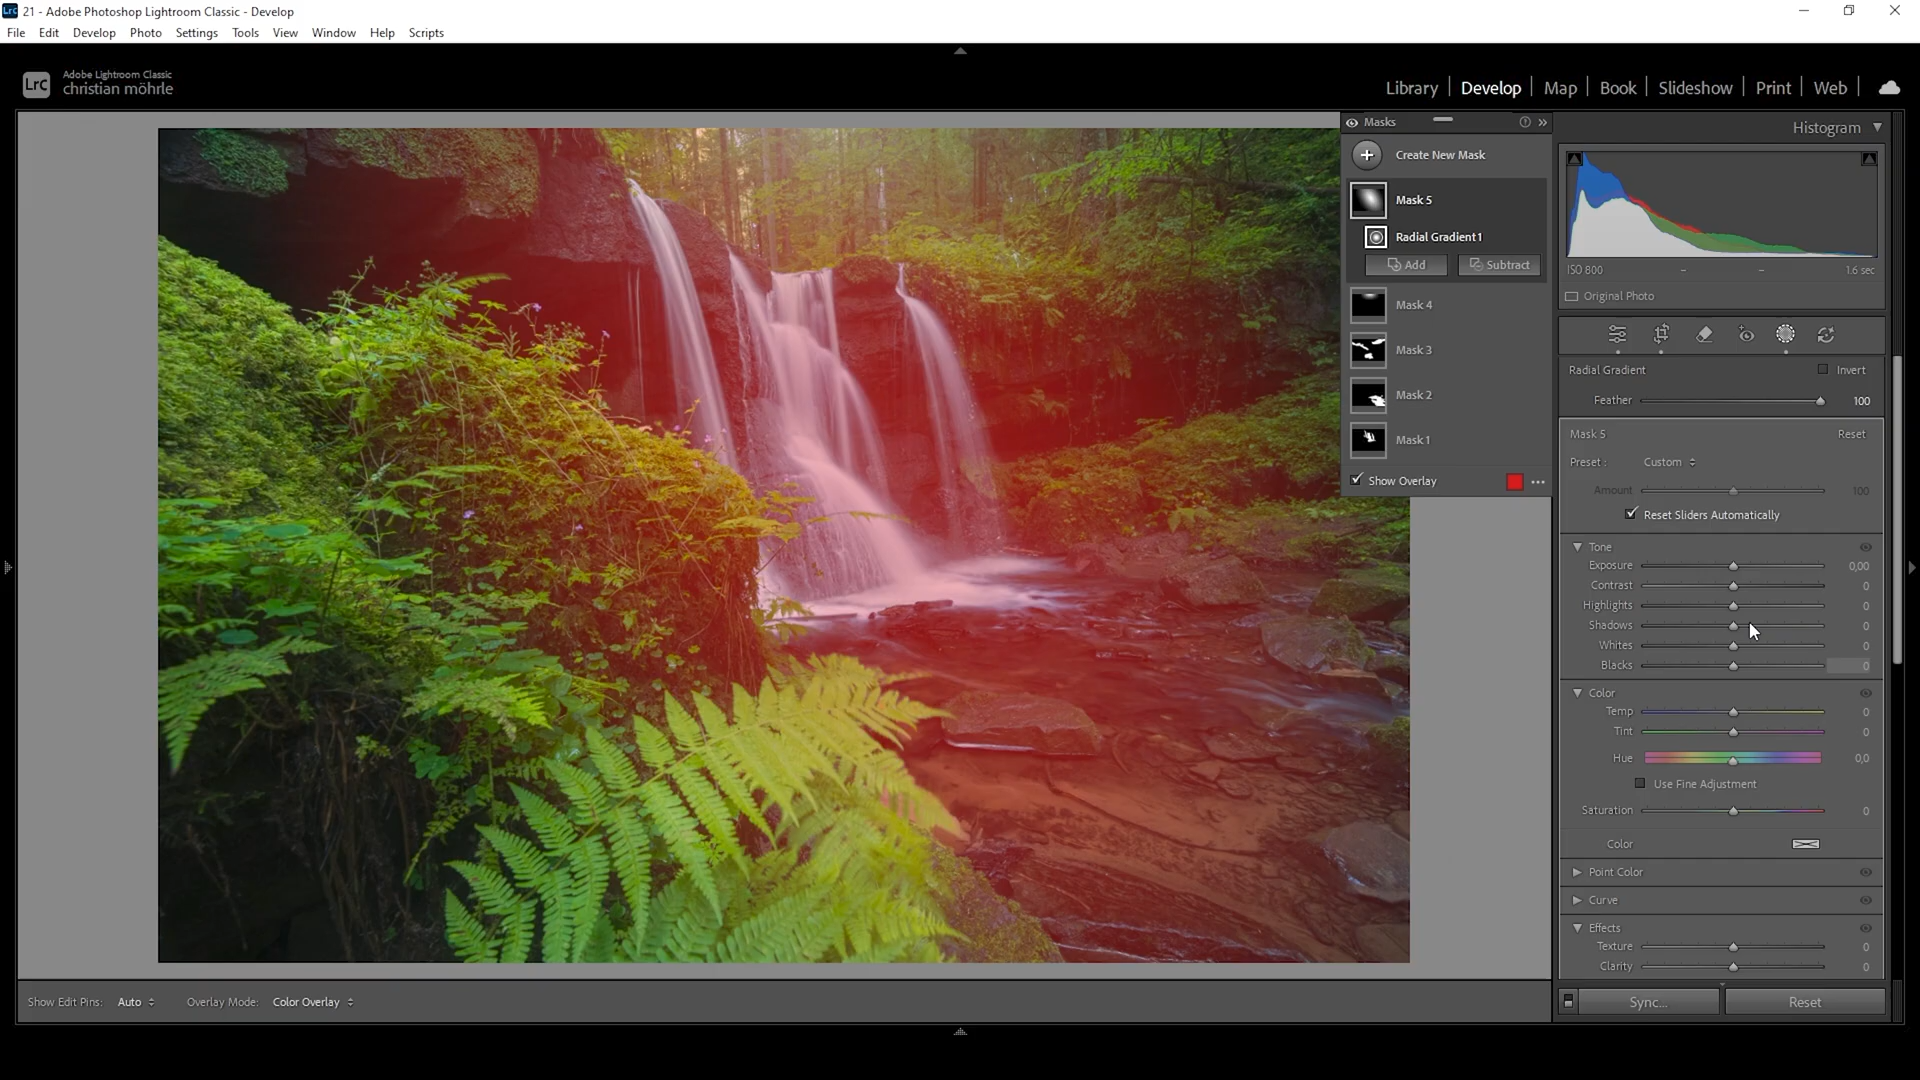 21 - Adobe Photoshop Lightroom Classic - Develop
File Edit Develop Photo Settings Tools View Window Help Scripts
LrC
Adobe Lightroom Classic
christian möhrle
Library Develop Map Book Slideshow Print Web
Masks
Create New Mask
Mask 5
Radial Gradient 1
Add Subtract
Mask 4
Mask 3
Mask 2
Mask 1
Show Overlay
Histogram
ISO 800 – – 1.6 sec
Original Photo
Radial Gradient Invert
Feather 100
Mask 5 Reset
Preset : Custom
Amount 100
Reset Sliders Automatically
Tone
Exposure 0,00
Contrast 0
Highlights 0
Shadows 0
Whites 0
Blacks 0
Color
Temp 0
Tint 0
Hue 0,0
Use Fine Adjustment
Saturation 0
Color
Point Color
Curve
Effects
Texture 0
Clarity 0
Show Edit Pins: Auto Overlay Mode: Color Overlay
Sync... Reset